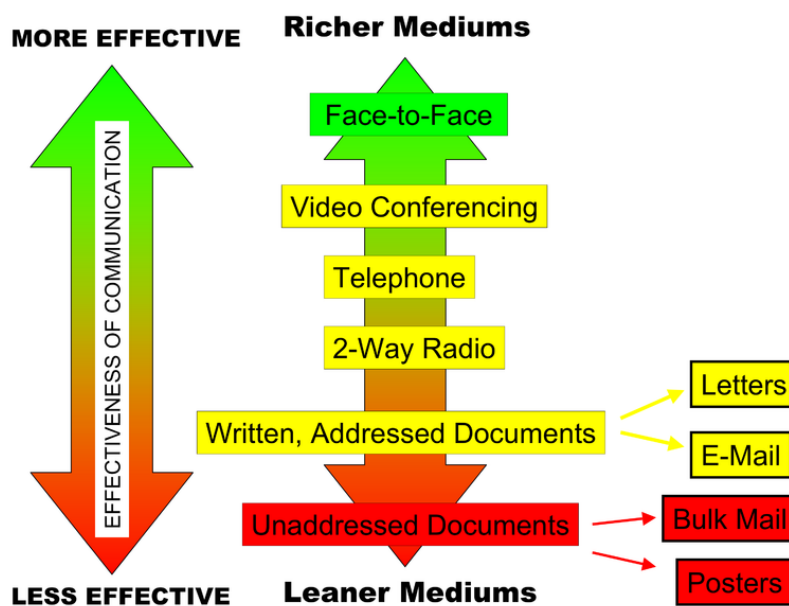 MORE EFFECTIVE
Richer Mediums
Face-to-Face
EFFECTIVENESS OF COMMUNICATION
Video Conferencing
Telephone
2-Way Radio
Letters
Written, Addressed Documents
E-Mail
Unaddressed Documents
Bulk Mail
Posters
LESS EFFECTIVE
Leaner Mediums